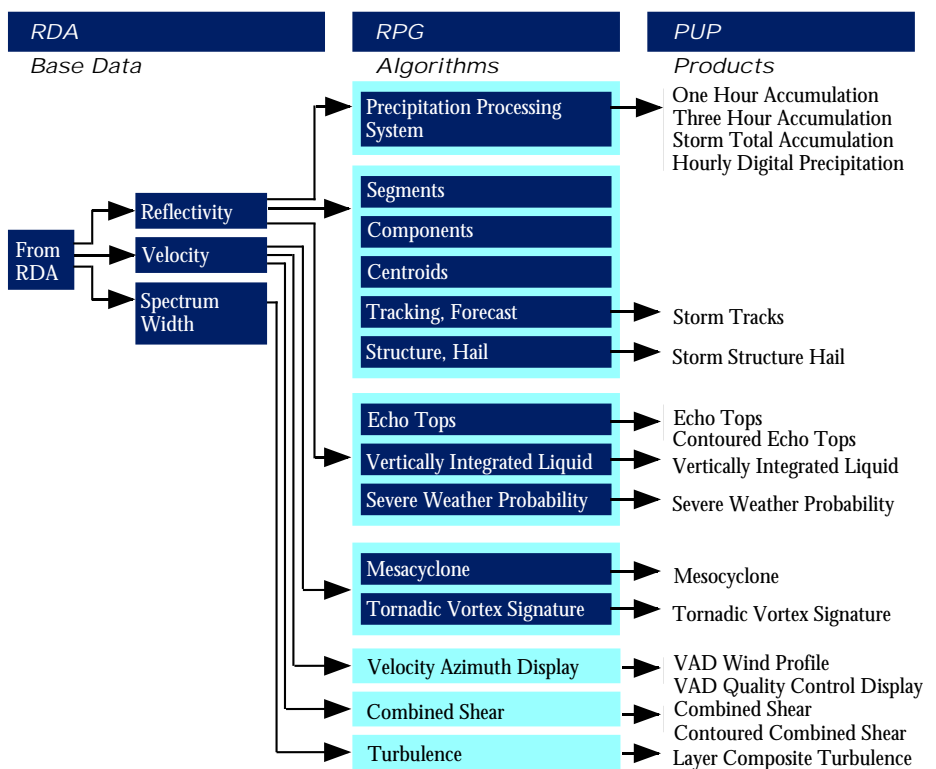 RDA
Base Data
From
RDA
Reflectivity
Velocity
Spectrum
Width
RPG
Algorithms
Precipitation Processing
System
Segments
Components
Centroids
Tracking, Forecast
Structure, Hail
Echo Tops
Vertically Integrated Liquid
Severe Weather Probability
Mesacyclone
Tornadic Vortex Signature
Velocity Azimuth Display
Combined Shear
Turbulence
PUP
Products
One Hour Accumulation
Three Hour Accumulation
Storm Total Accumulation
Hourly Digital Precipitation
Storm Tracks
Storm Structure Hail
Echo Tops
Contoured Echo Tops
Vertically Integrated Liquid
Severe Weather Probability
Mesocyclone
Tornadic Vortex Signature
VAD Wind Profile
VAD Quality Control Display
Combined Shear
Contoured Combined Shear
Layer Composite Turbulence